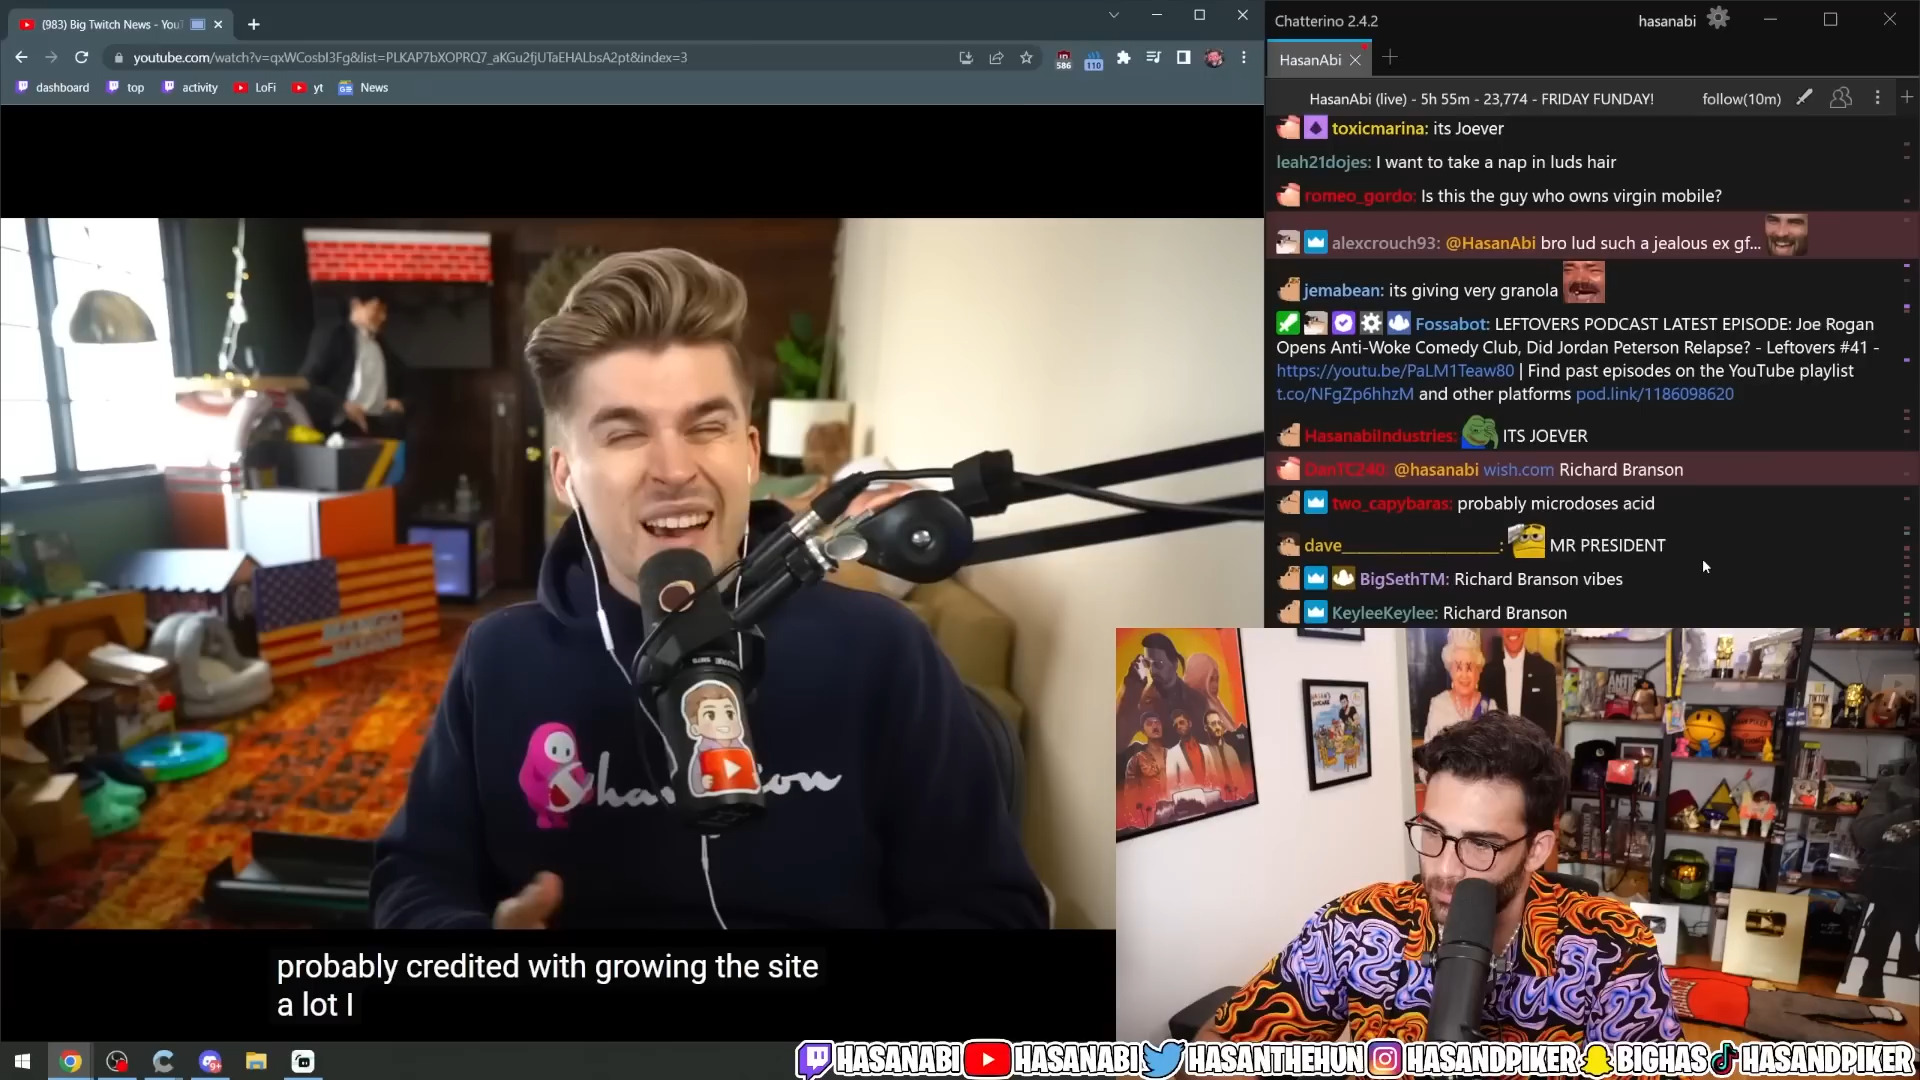 (983) Big Twitch News - You
youtube.com/watch?v=qxWCosbI3Fg&list=PLKAP7bXOPRQ7_aKGu2fjUTaEHALbsA2pt&index=3
586
110
dashboard
top
activity
LoFi
yt
News
Chatterino 2.4.2
hasanabi
HasanAbi
HasanAbi (live) - 5h 55m - 23,774 - FRIDAY FUNDAY!
follow(10m)
toxicmarina: its Joever
leah21dojes: I want to take a nap in luds hair
romeo_gordo: Is this the guy who owns virgin mobile?
alexcrouch93: @HasanAbi bro lud such a jealous ex gf...
jemabean: its giving very granola
Fossabot: LEFTOVERS PODCAST LATEST EPISODE: Joe Rogan
Opens Anti-Woke Comedy Club, Did Jordan Peterson Relapse? - Leftovers #41 -
https://youtu.be/PaLM1Teaw80 | Find past episodes on the YouTube playlist
t.co/NFgZp6hhzM and other platforms pod.link/1186098620
HasanabiIndustries: ITS JOEVER
DanTC240: @hasanabi wish.com Richard Branson
two_capybaras: probably microdoses acid
dave____________________: MR PRESIDENT
BigSethTM: Richard Branson vibes
KeyleeKeylee: Richard Branson
probably credited with growing the site
a lot I
HASANABI HASANABI HASANTHEHUN HASANDPIKER BIGHAS HASANDPIKER